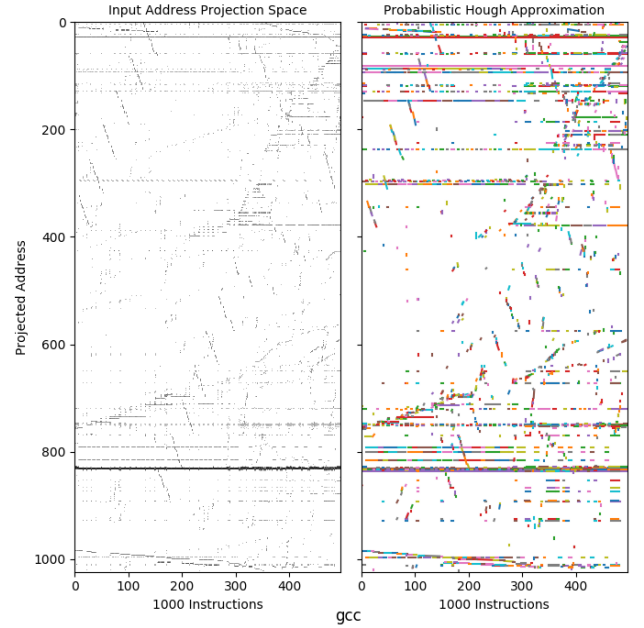 Input Address Projection Space
Probabilistic Hough Approximation
Projected Address
0
200
400
600
800
1000
0 100 200 300 400
0 100 200 300 400
1000 Instructions
1000 Instructions
gcc